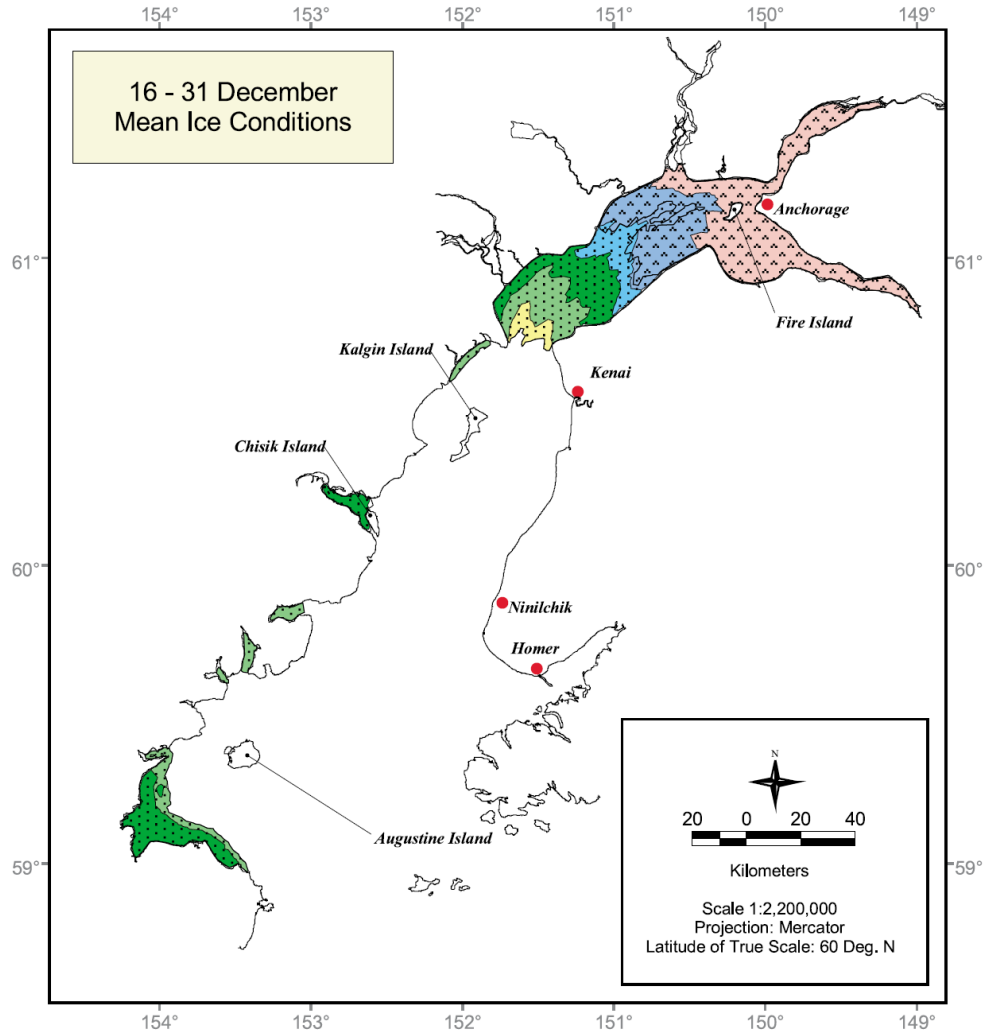 154° 153° 152° 151° 150° 149°
16 - 31 December
Mean Ice Conditions
Anchorage
61° 61°
Fire Island
Kalgin Island
Kenai
Chisik Island
60° 60°
Ninilchik
Homer
Augustine Island
N
20 0 20 40
Kilometers
59° 59°
Scale 1:2,200,000
Projection: Mercator
Latitude of True Scale: 60 Deg. N
154° 153° 152° 151° 150° 149°